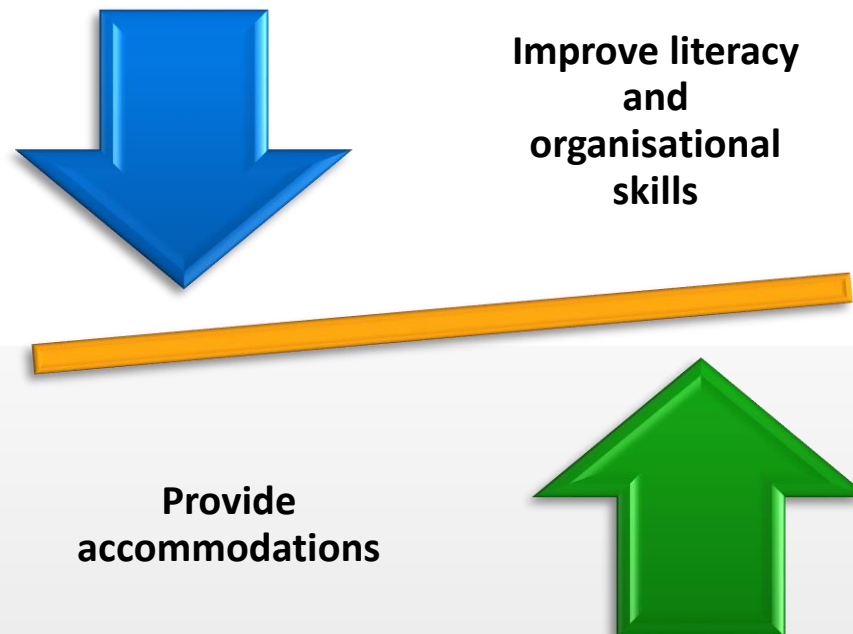 Improve literacy
and
organisational
skills
Provide
accommodations